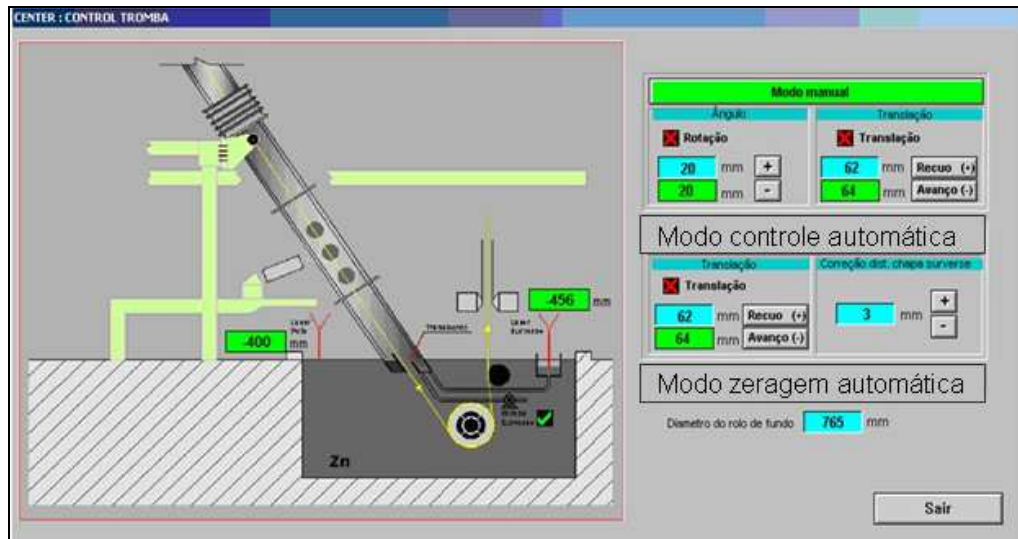 CENTER : CONTROL TROMBA
Modo manual
Ângulo
Rotação
20 mm +
20 mm -
Translação
Translação
62 mm Recuo (+)
64 mm Avanço (-)
Modo controle automática
Translação
Translação
62 mm Recuo (+)
64 mm Avanço (-)
Correção dist. chapa surverse
3 mm
+
-
Modo zeragem automática
Diametro do rolo de fundo 765 mm
Sair
-456 mm
-400 mm
Laser
Laser
Zn